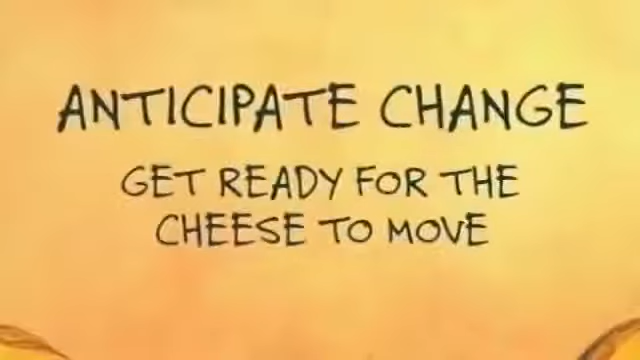 ANTICIPATE CHANGE
GET READY FOR THE
CHEESE TO MOVE